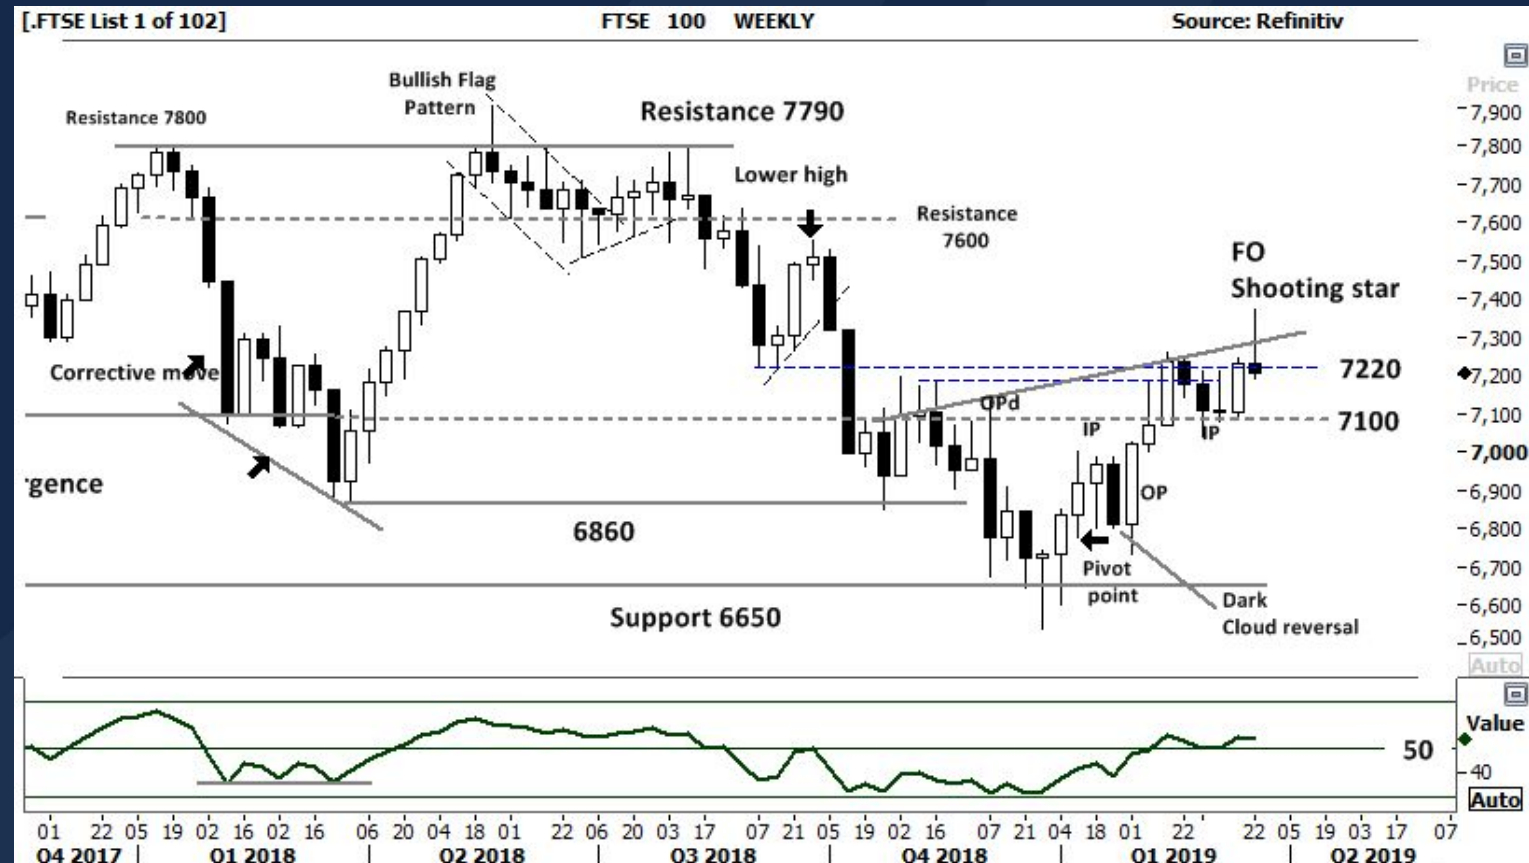 [.FTSE List 1 of 102]
FTSE 100 WEEKLY
Source: Refinitiv
Price
Bullish Flag
Pattern
Resistance 7800
Resistance 7790
Lower high
Resistance
7600
FO
Shooting star
7220
7100
Corrective move
rgence
OPd
IP
IP
OP
6860
Pivot
point
Dark
Cloud reversal
Support 6650
7,900
7,800
7,700
7,600
7,500
7,400
7,300
7,200
7,100
7,000
6,900
6,800
6,700
6,600
6,500
Auto
Value
50
40
Auto
01 22 05 19 02 16 02 16 06 20 04 18 01 22 06 20 03 17 07 21 05 19 02 16 07 21 04 18 01 22 22 05 19 03 17 07
Q4 2017 Q1 2018 Q2 2018 Q3 2018 Q4 2018 Q1 2019 Q2 2019